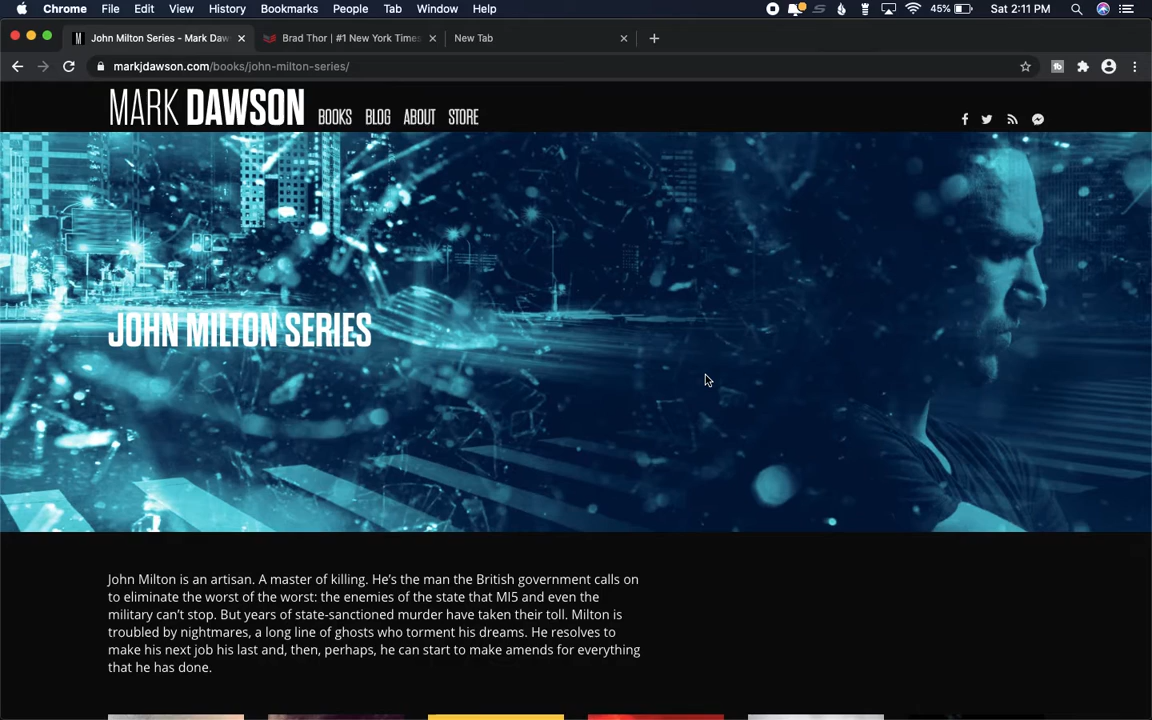 Chrome File Edit View History Bookmarks People Tab Window Help 45% Sat 2:11 PM
John Milton Series - Mark Daw Brad Thor | #1 New York Times New Tab
markjdawson.com/books/john-milton-series/
MARK DAWSON BOOKS BLOG ABOUT STORE
JOHN MILTON SERIES
John Milton is an artisan. A master of killing. He's the man the British government calls on
to eliminate the worst of the worst: the enemies of the state that MI5 and even the
military can't stop. But years of state-sanctioned murder have taken their toll. Milton is
troubled by nightmares, a long line of ghosts who torment his dreams. He resolves to
make his next job his last and, then, perhaps, he can start to make amends for everything
that he has done.